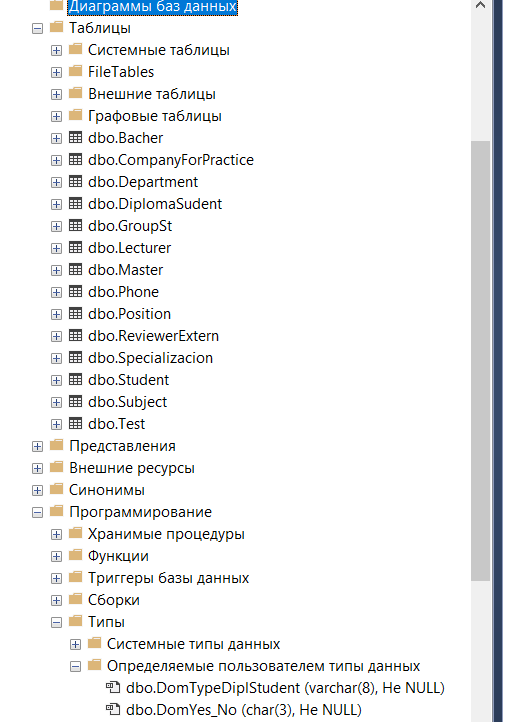 Диаграммы баз данных
Таблицы
Системные таблицы
FileTables
Внешние таблицы
Графовые таблицы
dbo.Bacher
dbo.CompanyForPractice
dbo.Department
dbo.DiplomaSudent
dbo.GroupSt
dbo.Lecturer
dbo.Master
dbo.Phone
dbo.Position
dbo.ReviewerExtern
dbo.Specializacion
dbo.Student
dbo.Subject
dbo.Test
Представления
Внешние ресурсы
Синонимы
Программирование
Хранимые процедуры
Функции
Триггеры базы данных
Сборки
Типы
Системные типы данных
Определяемые пользователем типы данных
dbo.DomTypeDiplStudent (varchar(8), Не NULL)
dbo.DomYes_No (char(3), Не NULL)